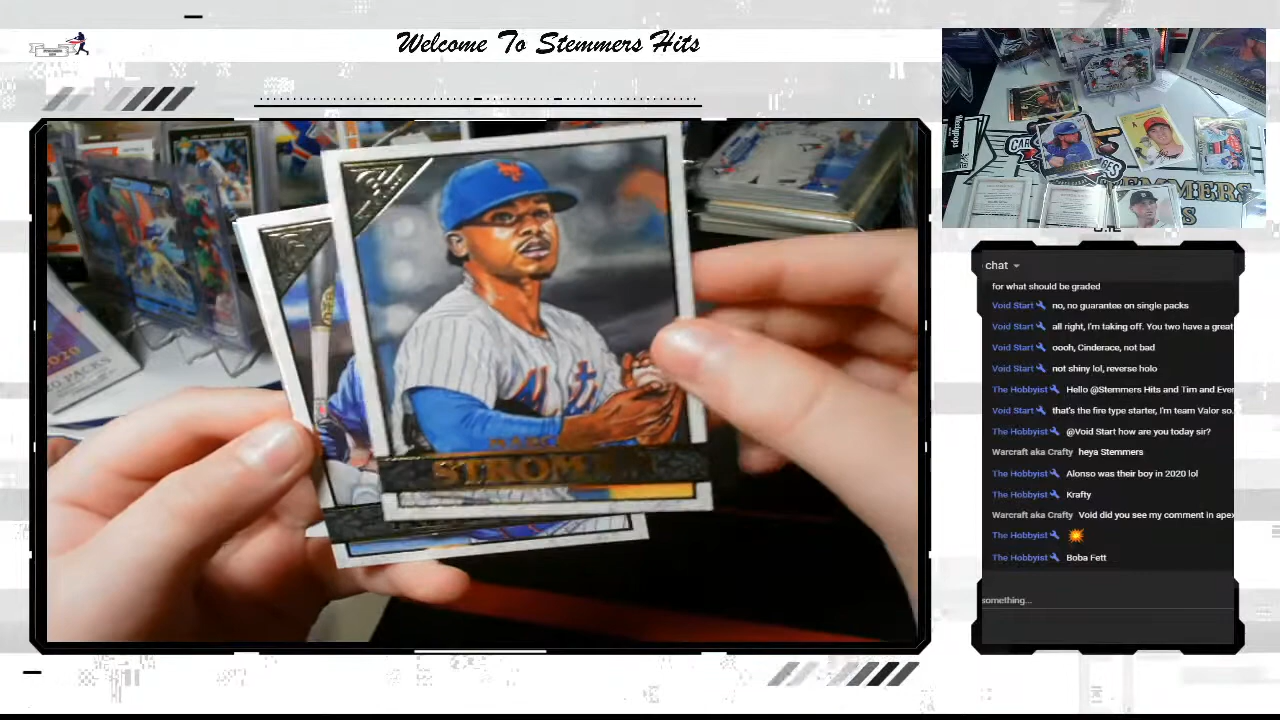 Welcome To Stemmers Hits
STROM
2020
chat
for what should be graded
Void Start no, no guarantee on single packs
Void Start all right, I'm taking off. You two have a great
Void Start oooh, Cinderace, not bad
Void Start not shiny lol, reverse holo
The Hobbyist Hello @Stemmers Hits and Tim and Ever
Void Start that's the fire type starter, I'm team Valor so.
The Hobbyist @Void Start how are you today sir?
Warcraft aka Crafty heya Stemmers
The Hobbyist Alonso was their boy in 2020 lol
The Hobbyist Krafty
Warcraft aka Crafty Void did you see my comment in apex
The Hobbyist 💥
The Hobbyist Boba Fett
something...